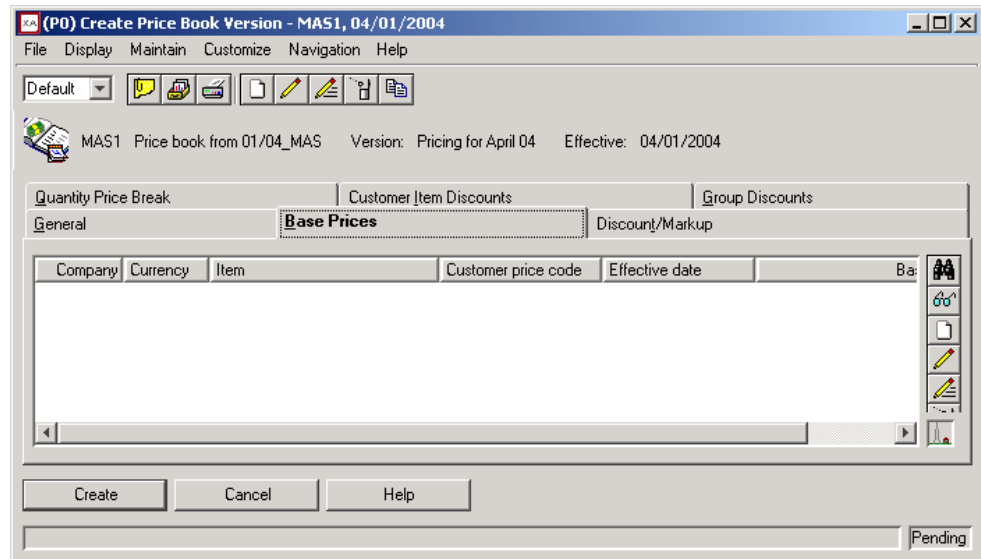 XA (P0) Create Price Book Version - MAS1, 04/01/2004
File Display Maintain Customize Navigation Help
Default
MAS1 Price book from 01/04_MAS Version: Pricing for April 04 Effective: 04/01/2004
Quantity Price Break Customer Item Discounts Group Discounts
General Base Prices Discount/Markup
Company Currency Item Customer price code Effective date Ba
Create Cancel Help
Pending